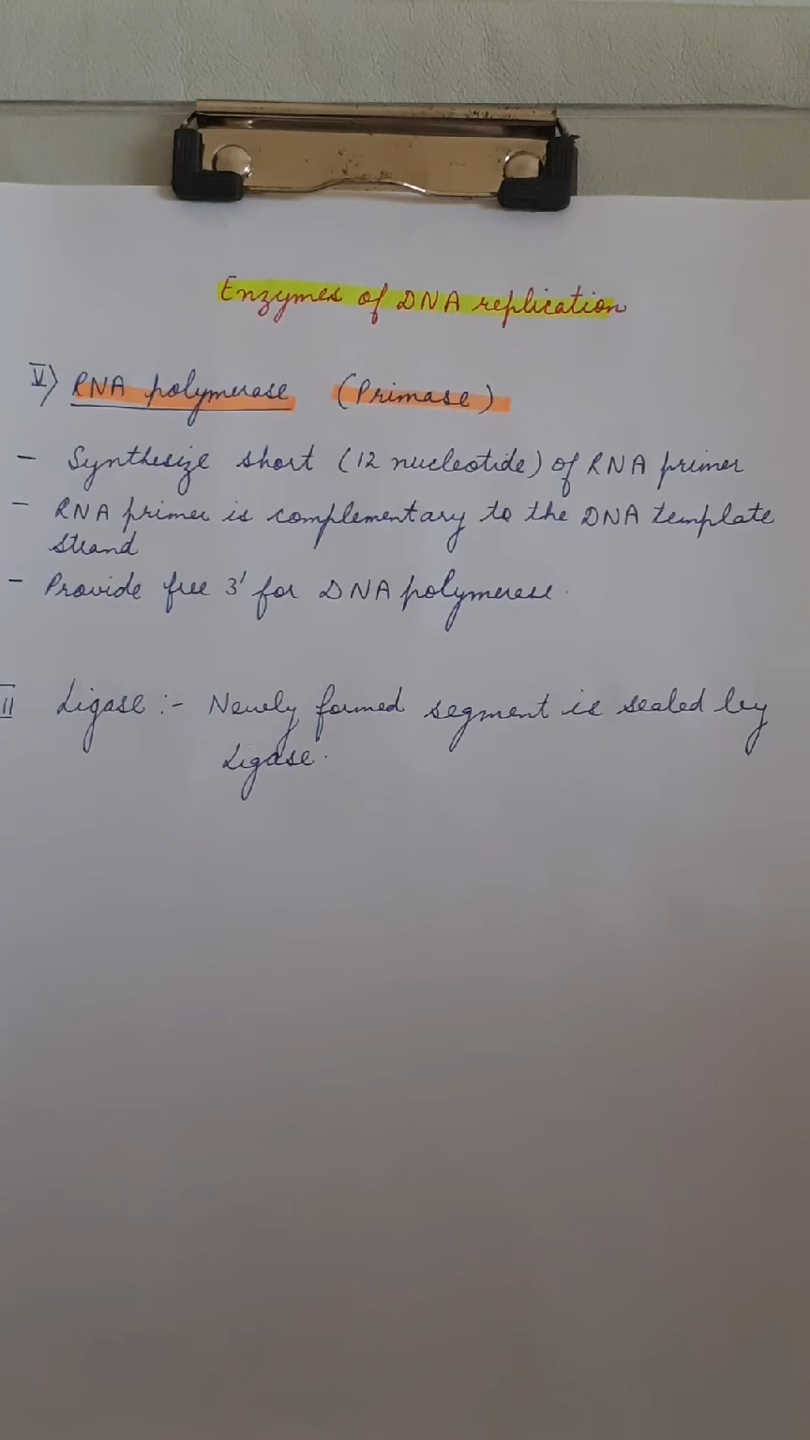 Enzymes of DNA replication
V) RNA polymerase (Primase)
- Synthesize short (12 nucleotide) of RNA primer
- RNA primer is complementary to the DNA template
strand
- Provide free 3' for DNA polymerase.
II Ligase :- Newly formed segment is sealed by
Ligase.